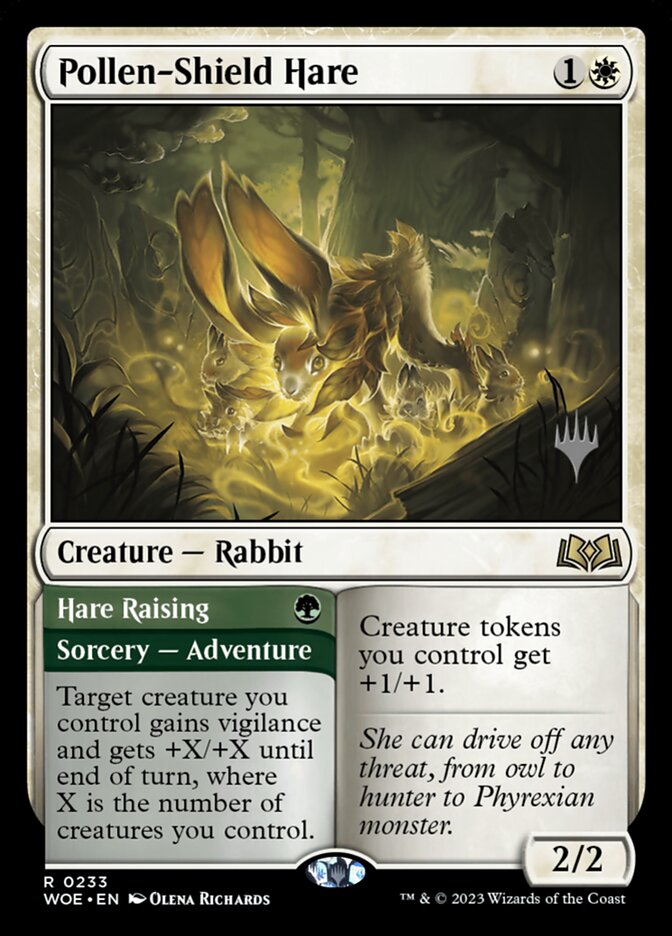 Pollen-Shield Hare 1
Creature — Rabbit
Hare Raising
Sorcery — Adventure
Target creature you
control gains vigilance
and gets +X/+X until
end of turn, where
X is the number of
creatures you control.
Creature tokens
you control get
+1/+1.
She can drive off any
threat, from owl to
hunter to Phyrexian
monster.
2/2
R 0233
WOE • EN Olena Richards
™ & © 2023 Wizards of the Coast